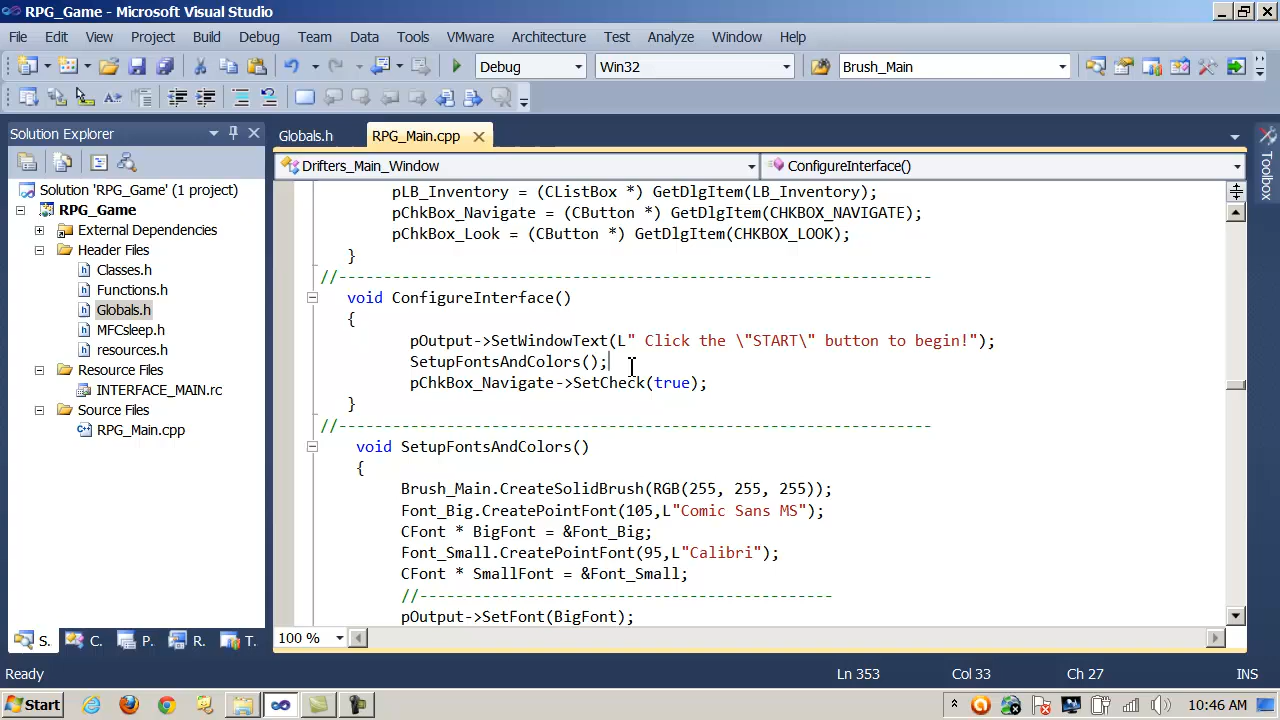 RPG_Game - Microsoft Visual Studio
File Edit View Project Build Debug Team Data Tools VMware Architecture Test Analyze Window Help
Debug Win32 Brush_Main
Solution Explorer
Solution 'RPG_Game' (1 project)
RPG_Game
External Dependencies
Header Files
Classes.h
Functions.h
Globals.h
MFCsleep.h
resources.h
Resource Files
INTERFACE_MAIN.rc
Source Files
RPG_Main.cpp
S. C. P. R. T.
Globals.h RPG_Main.cpp
Drifters_Main_Window ConfigureInterface()
pLB_Inventory = (CListBox *) GetDlgItem(LB_Inventory);
pChkBox_Navigate = (CButton *) GetDlgItem(CHKBOX_NAVIGATE);
pChkBox_Look = (CButton *) GetDlgItem(CHKBOX_LOOK);
}
//------------------------------------------------------------------
void ConfigureInterface()
{
pOutput->SetWindowText(L" Click the \"START\" button to begin!");
SetupFontsAndColors();
pChkBox_Navigate->SetCheck(true);
}
//------------------------------------------------------------------
void SetupFontsAndColors()
{
Brush_Main.CreateSolidBrush(RGB(255, 255, 255));
Font_Big.CreatePointFont(105,L"Comic Sans MS");
CFont * BigFont = &Font_Big;
Font_Small.CreatePointFont(95,L"Calibri");
CFont * SmallFont = &Font_Small;
//----------------------------------------------
pOutput->SetFont(BigFont);
100 %
Toolbox
Ready Ln 353 Col 33 Ch 27 INS
Start 10:46 AM